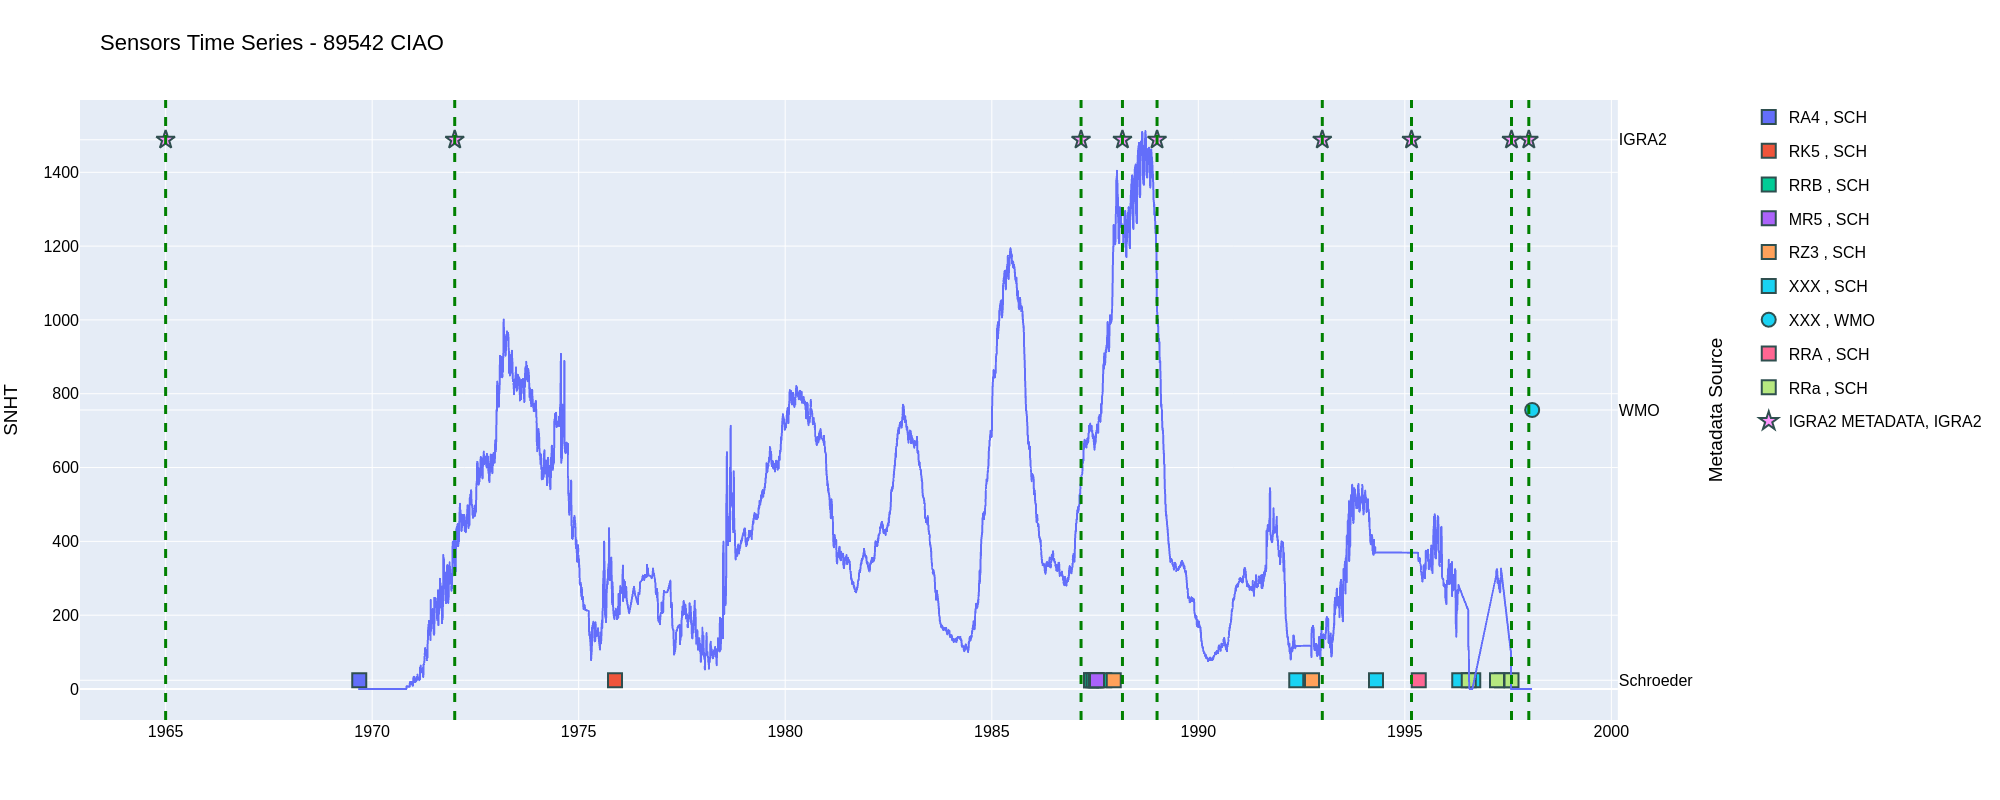 Sensors Time Series - 89542 CIAO
SNHT
1400
1200
1000
800
600
400
200
0
1965
1970
1975
1980
1985
1990
1995
2000
IGRA2
WMO
Schroeder
Metadata Source
RA4 , SCH
RK5 , SCH
RRB , SCH
MR5 , SCH
RZ3 , SCH
XXX , SCH
XXX , WMO
RRA , SCH
RRa , SCH
IGRA2 METADATA, IGRA2